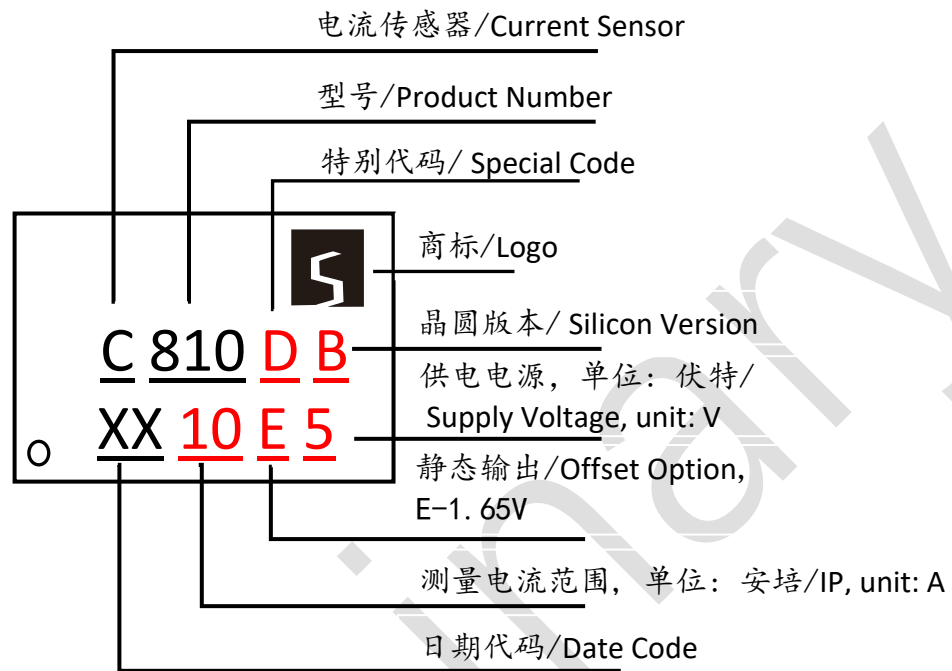 电流传感器/Current Sensor
型号/Product Number
特别代码/ Special Code
商标/Logo
晶圆版本/ Silicon Version
C 810 D B
供电电源，单位：伏特/
Supply Voltage, unit: V
XX 10 E 5
静态输出/Offset Option,
E-1.65V
测量电流范围，单位：安培/IP, unit: A
日期代码/Date Code